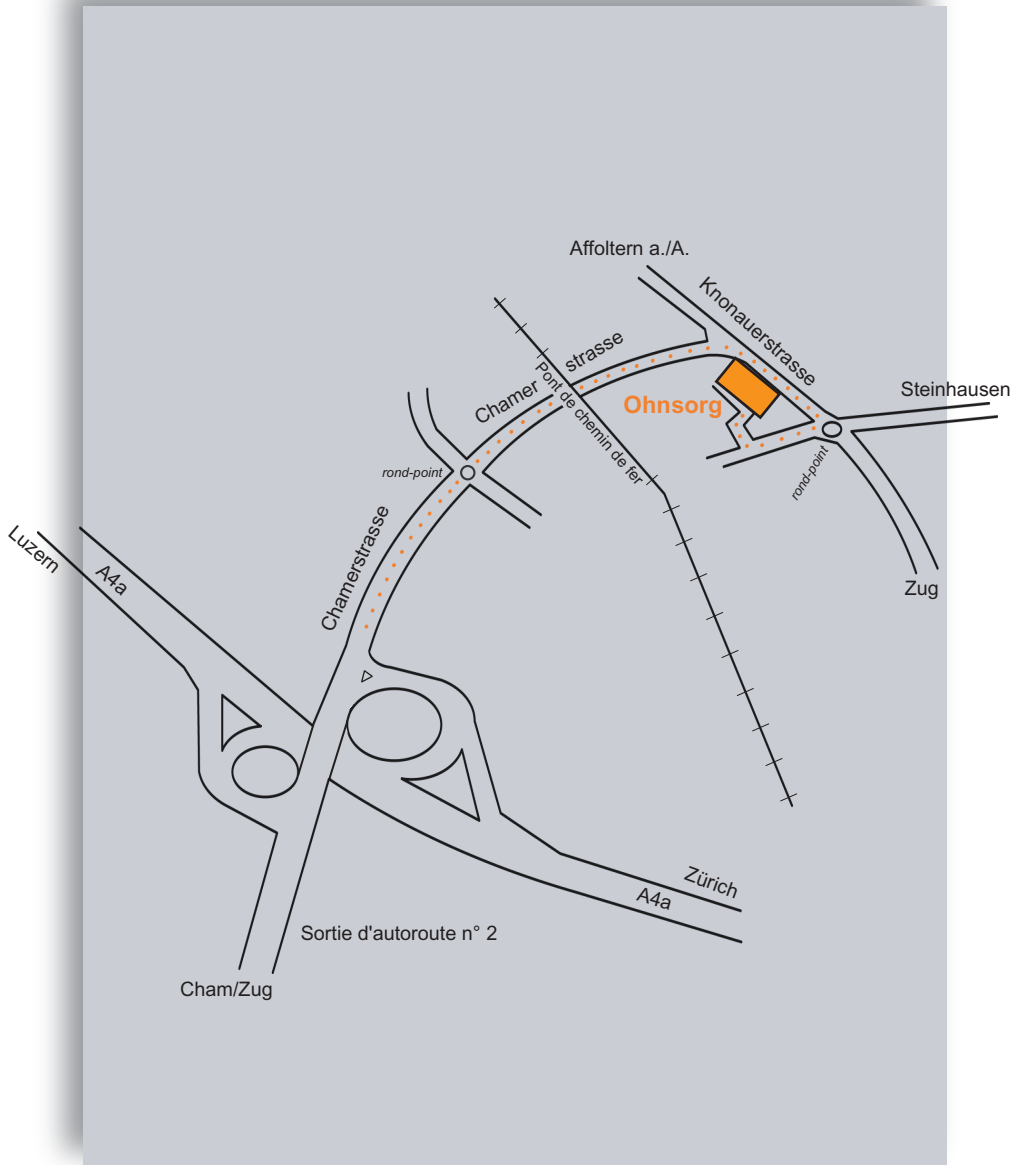 Affoltern a./A.
Knonauerstrasse
Chamer strasse
Pont de chemin de fer
Steinhausen
Ohnsorg
rond-point
rond-point
Chamerstrasse
Luzern
A4a
Zug
Zürich
A4a
Sortie d'autoroute n° 2
Cham/Zug